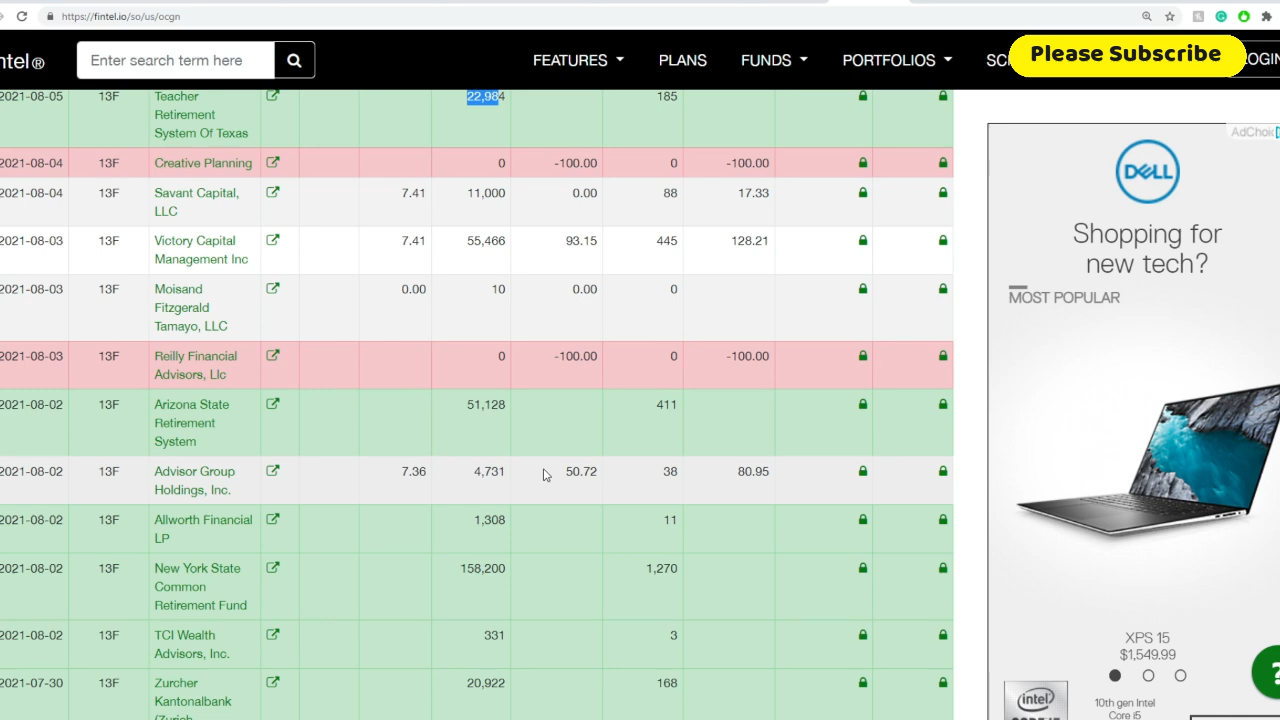 https://fintel.io/so/us/ocgn
ntel®
Enter search term here
FEATURES
PLANS
FUNDS
PORTFOLIOS
SC
Please Subscribe
OGIN
2021-08-05 13F Teacher 22,984 185
Retirement
System Of Texas
2021-08-04 13F Creative Planning 0 -100.00 0 -100.00
2021-08-04 13F Savant Capital, 7.41 11,000 0.00 88 17.33
LLC
2021-08-03 13F Victory Capital 7.41 55,466 93.15 445 128.21
Management Inc
2021-08-03 13F Moisand 0.00 10 0.00 0
Fitzgerald
Tamayo, LLC
2021-08-03 13F Reilly Financial 0 -100.00 0 -100.00
Advisors, Llc
2021-08-02 13F Arizona State 51,128 411
Retirement
System
2021-08-02 13F Advisor Group 7.36 4,731 50.72 38 80.95
Holdings, Inc.
2021-08-02 13F Allworth Financial 1,308 11
LP
2021-08-02 13F New York State 158,200 1,270
Common
Retirement Fund
2021-08-02 13F TCI Wealth 331 3
Advisors, Inc.
2021-07-30 13F Zurcher 20,922 168
Kantonalbank
(Zurich
AdChoic
DELL
Shopping for
new tech?
MOST POPULAR
XPS 15
$1,549.99
intel
10th gen Intel
Core i5
?